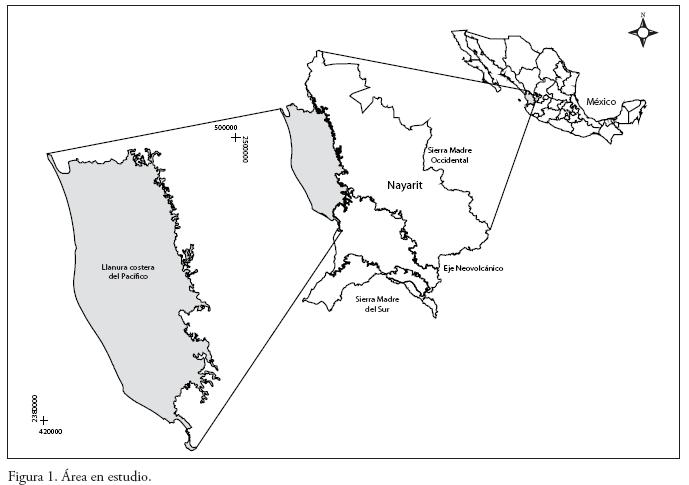 N
México
500000
2500000
Sierra Madre
Occidental
Nayarit
Llanura costera
del Pacífico
Eje Neovolcánico
Sierra Madre
del Sur
2380000
420000
Figura 1. Área en estudio.